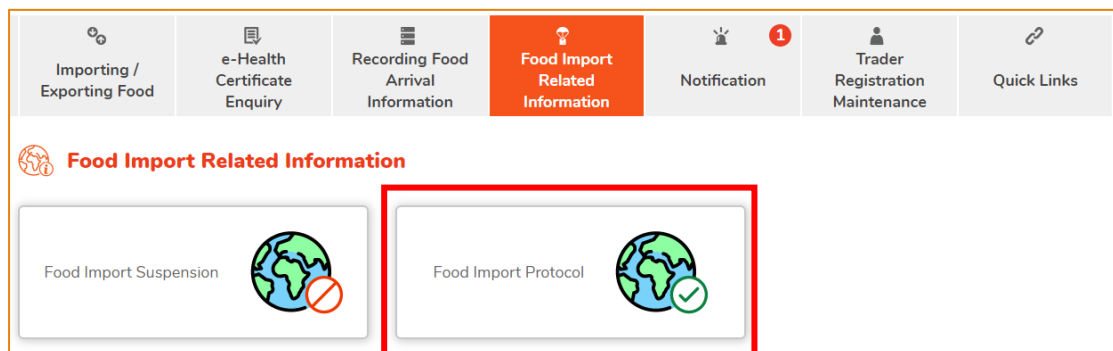 Importing /
Exporting Food
e-Health
Certificate
Enquiry
Recording Food
Arrival
Information
Food Import
Related
Information
1
Notification
Trader
Registration
Maintenance
Quick Links
Food Import Related Information
Food Import Suspension
Food Import Protocol